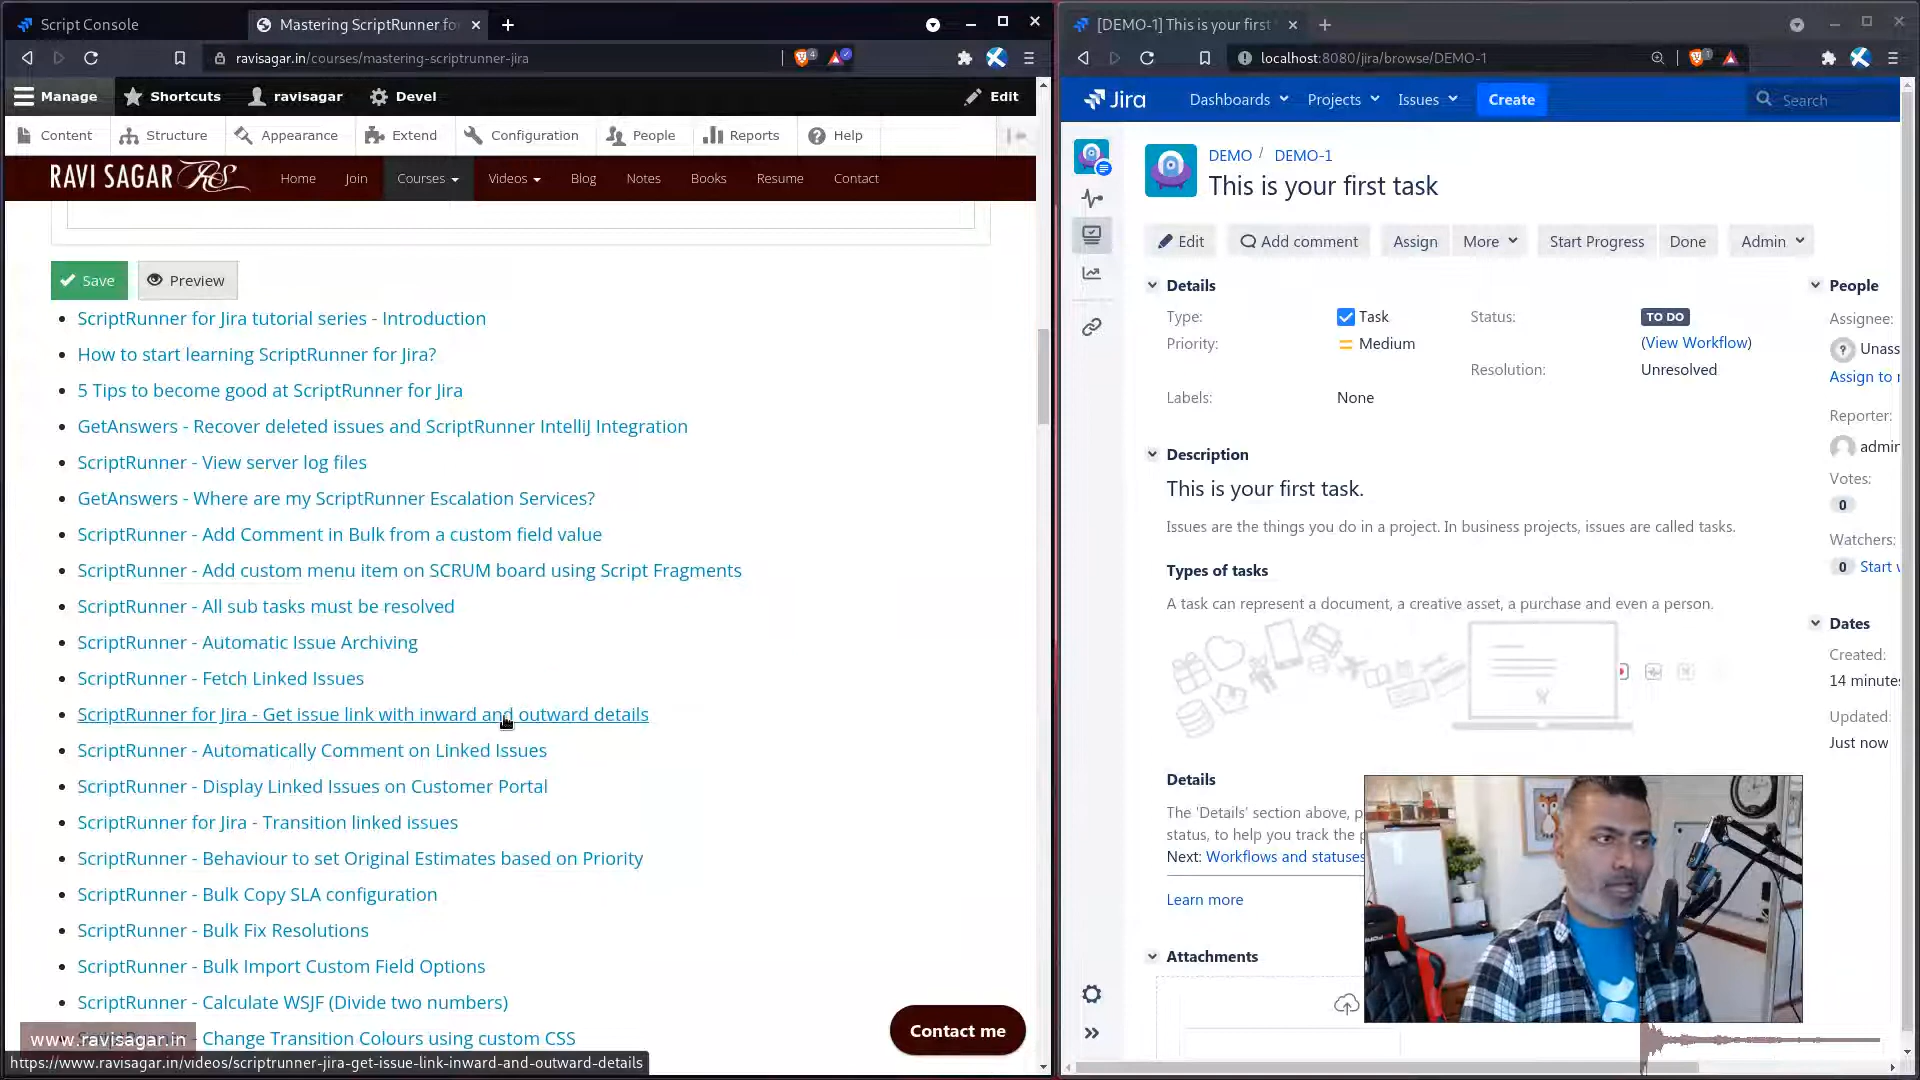 Script Console
Mastering ScriptRunner fo
ravisagar.in/courses/mastering-scriptrunner-jira
Manage
Shortcuts
ravisagar
Devel
Edit
Content
Structure
Appearance
Extend
Configuration
People
Reports
Help
RAVI SAGAR RS
Home
Join
Courses
Videos
Blog
Notes
Books
Resume
Contact
Save
Preview
ScriptRunner for Jira tutorial series - Introduction
How to start learning ScriptRunner for Jira?
5 Tips to become good at ScriptRunner for Jira
GetAnswers - Recover deleted issues and ScriptRunner IntelliJ Integration
ScriptRunner - View server log files
GetAnswers - Where are my ScriptRunner Escalation Services?
ScriptRunner - Add Comment in Bulk from a custom field value
ScriptRunner - Add custom menu item on SCRUM board using Script Fragments
ScriptRunner - All sub tasks must be resolved
ScriptRunner - Automatic Issue Archiving
ScriptRunner - Fetch Linked Issues
ScriptRunner for Jira - Get issue link with inward and outward details
ScriptRunner - Automatically Comment on Linked Issues
ScriptRunner - Display Linked Issues on Customer Portal
ScriptRunner for Jira - Transition linked issues
ScriptRunner - Behaviour to set Original Estimates based on Priority
ScriptRunner - Bulk Copy SLA configuration
ScriptRunner - Bulk Fix Resolutions
ScriptRunner - Bulk Import Custom Field Options
ScriptRunner - Calculate WSJF (Divide two numbers)
- Change Transition Colours using custom CSS
www.ravisagar.in
Contact me
https://www.ravisagar.in/videos/scriptrunner-jira-get-issue-link-inward-and-outward-details
[DEMO-1] This is your first
localhost:8080/jira/browse/DEMO-1
Jira
Dashboards
Projects
Issues
Create
Search
DEMO / DEMO-1
This is your first task
Edit
Add comment
Assign
More
Start Progress
Done
Admin
Details
Type: Task
Status: TO DO
(View Workflow)
Priority: Medium
Resolution: Unresolved
Labels: None
Description
This is your first task.
Issues are the things you do in a project. In business projects, issues are called tasks.
Types of tasks
A task can represent a document, a creative asset, a purchase and even a person.
Details
The 'Details' section above, p
status, to help you track the p
Next: Workflows and statuses
Learn more
Attachments
People
Assignee:
Unass
Assign to
Reporter:
admin
Votes:
0
Watchers:
0 Start
Dates
Created:
14 minute
Updated:
Just now